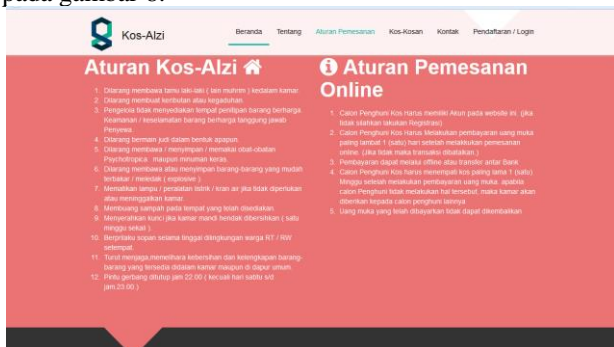 pada gambar 6.
Kos-Alzi
Beranda Tentang Aturan Pemesanan Kos-Kosan Kontak Pendaftaran / Login
Aturan Kos-Alzi
1. Dilarang membawa tamu laki-laki ( lain muhrim ) kedalam kamar
2. Dilarang membuat keributan atau kegaduhan
3. Pengelola tidak menyediakan tempat penitipan barang berharga
Keamanan / keselamatan barang berharga tanggung jawab
Penyewa.
4. Dilarang bermain judi dalam bentuk apapun.
5. Dilarang membawa / menyimpan / memakai obat-obatan
Psychotropica maupun minuman keras.
6. Dilarang membawa atau menyimpan barang-barang yang mudah
terbakar / meledak ( explosive )
7. Mematikan lampu / peralatan listrik / kran air jika tidak diperlukan
atau meninggalkan kamar.
8. Membuang sampah pada tempat yang telah disediakan.
9. Menyerahkan kunci jika kamar mandi hendak dibersihkan ( satu
minggu sekali )
10. Berprilaku sopan selama tinggal dilingkungan warga RT / RW
setempat.
11. Turut menjaga,memelihara kebersihan dan kelengkapan barang-
barang yang tersedia didalam kamar maupun di dapur umum.
12. Pintu gerbang ditutup jam 22.00 ( kecuali hari sabtu s/d
jam 23.00 )
Aturan Pemesanan
Online
1. Calon Penghuni Kos Harus memiliki Akun pada website ini. (jika
tidak silahkan lakukan Registrasi)
2. Calon Penghuni Kos Harus Melakukan pembayaran uang muka
paling lambat 1 (satu) hari setelah melakukan pemesanan
online. (Jika tidak maka transaksi dibatalkan.)
3. Pembayaran dapat melalui offline atau transfer antar Bank
4. Calon Penghuni Kos harus menempati kos paling lama 1 (satu)
Minggu setelah melakukan pembayaran uang muka. apabila
calon penghuni tidak melakukan hal tersebut, maka kamar akan
diberikan kepada calon penghuni lainnya
5. Uang muka yang telah dibayarkan tidak dapat dikembalikan